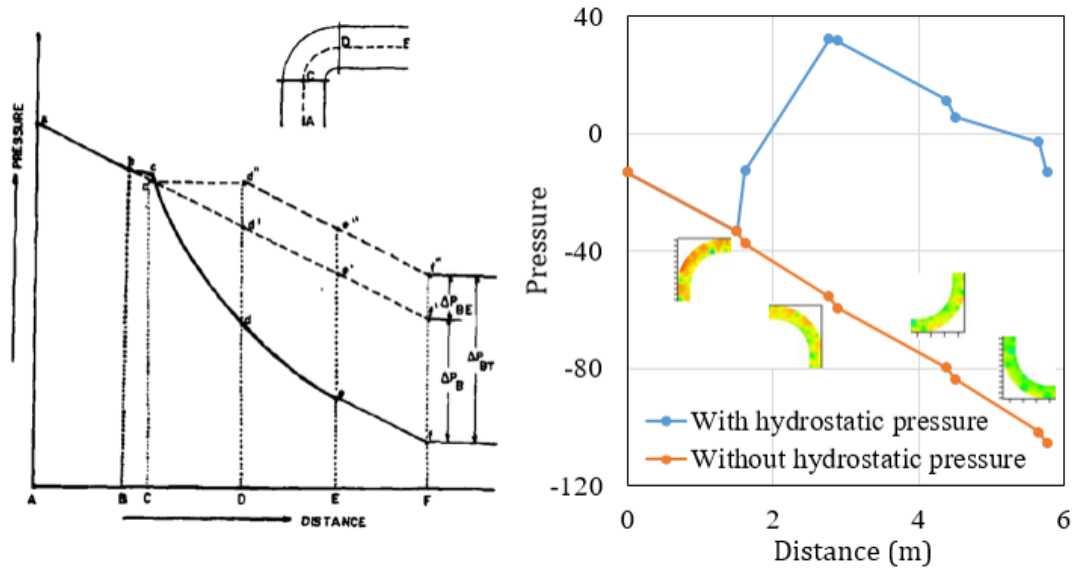 PRESSURE
D
E
C
A
a
b
c
d"
d'
d
e"
e'
e
f"
f'
f
ΔP_BE
ΔP_B
ΔP_BT
A
B
C
D
E
F
DISTANCE
40
0
-40
-80
-120
Pressure
With hydrostatic pressure
Without hydrostatic pressure
0
2
4
6
Distance (m)